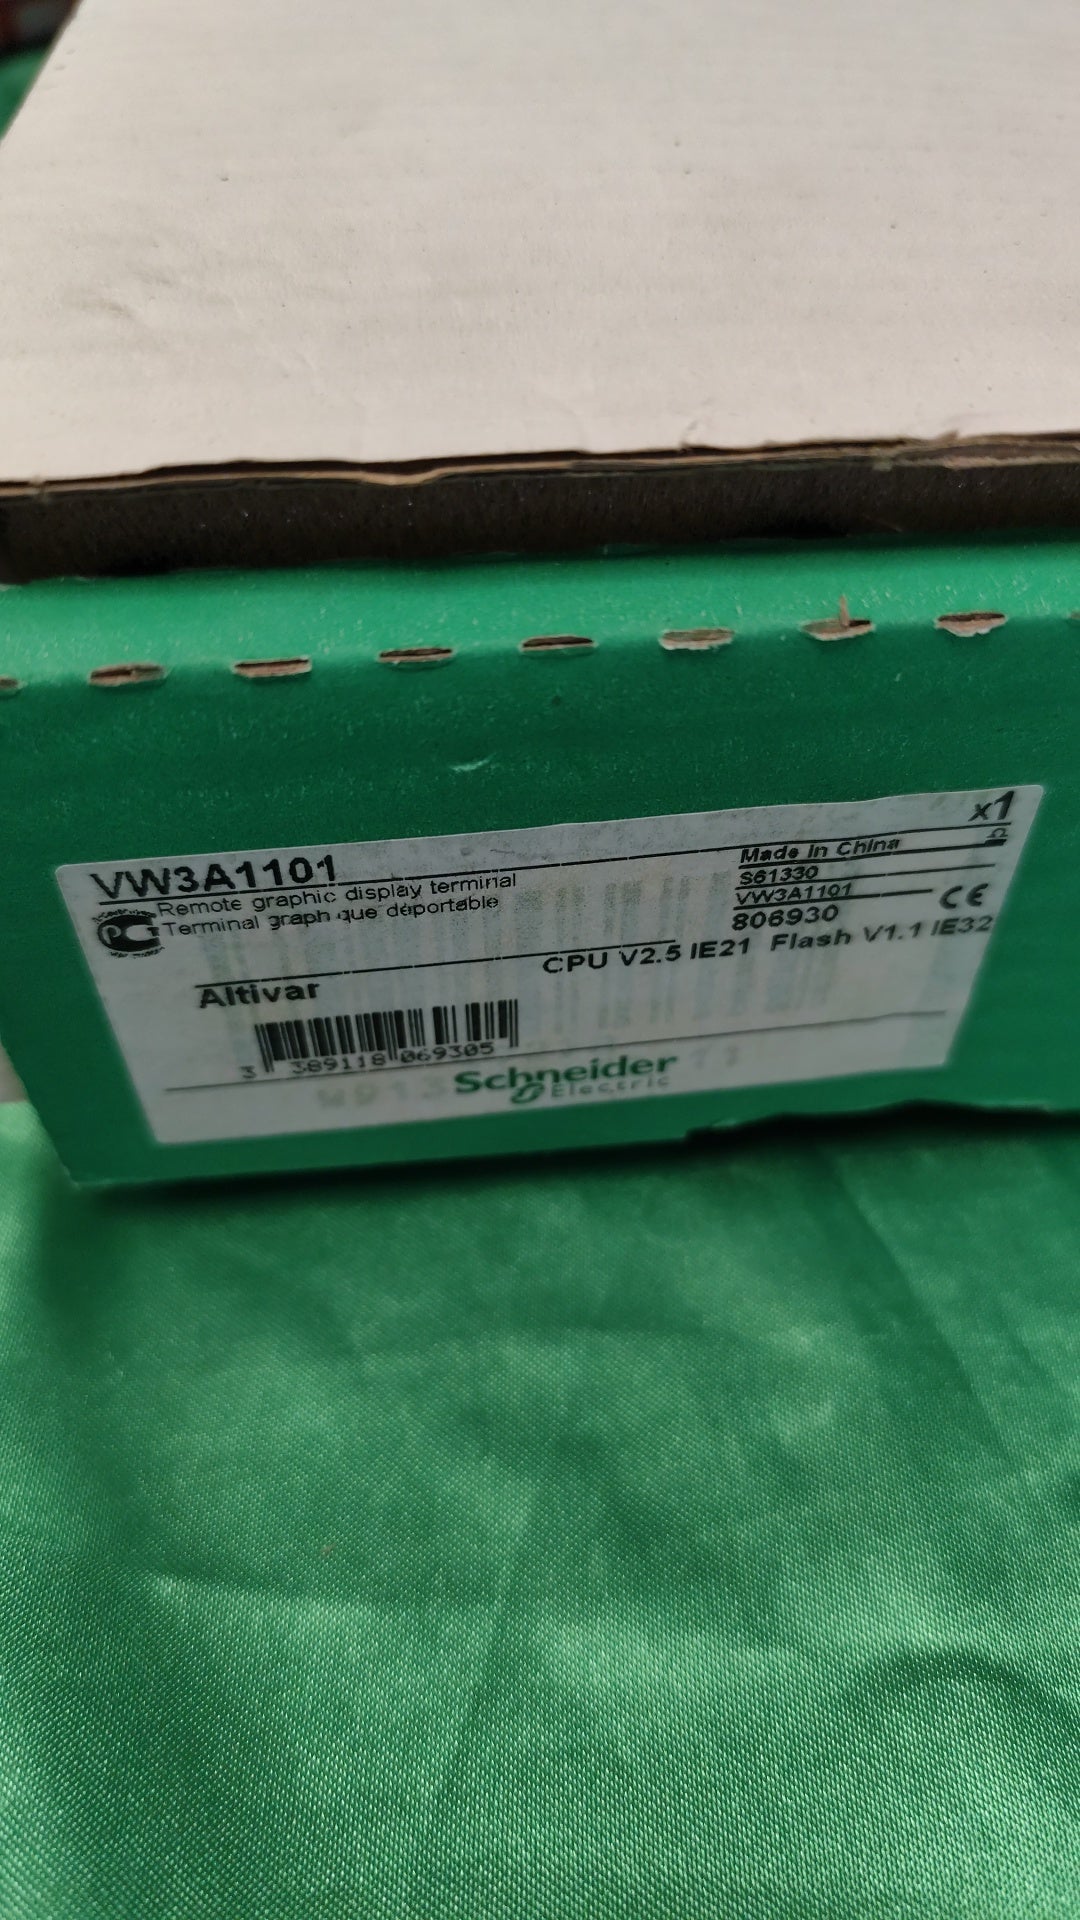 x1
VW3A1101
Remote graphic display terminal
Terminal graph que déportable
Made In China
S61330
VW3A1101
806930
CE
CPU V2.5 IE21 Flash V1.1 IE32
Altivar
3 389118 069305
Schneider
Electric